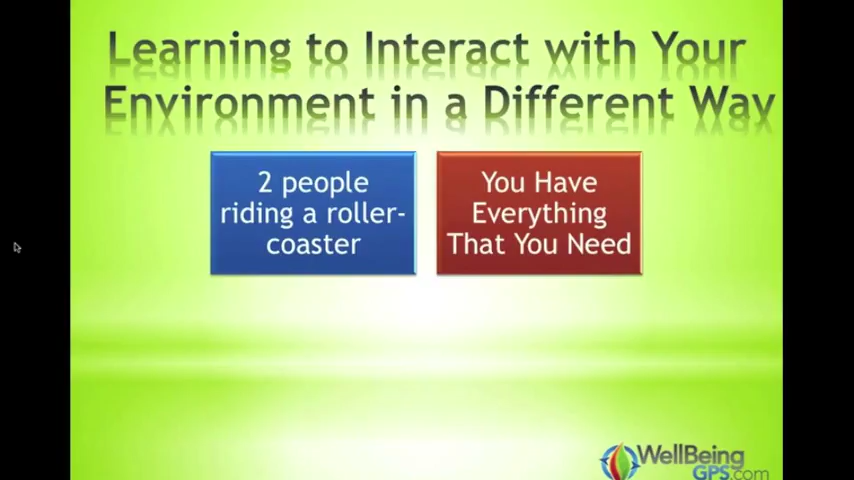 Learning to Interact with Your
Environment in a Different Way
2 people
riding a roller-
coaster
You Have
Everything
That You Need
WellBeing
GPS.com